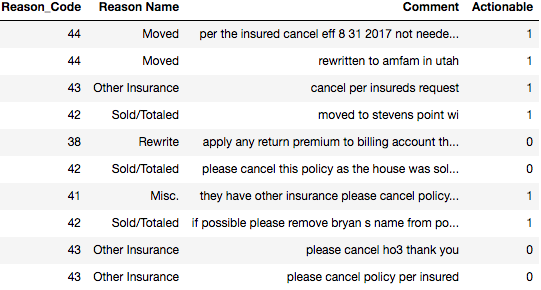 Reason_Code Reason Name Comment Actionable
44 Moved per the insured cancel eff 8 31 2017 not neede... 1
44 Moved rewritten to amfam in utah 1
43 Other Insurance cancel per insureds request 1
42 Sold/Totaled moved to stevens point wi 1
38 Rewrite apply any return premium to billing account th... 0
42 Sold/Totaled please cancel this policy as the house was sol... 0
41 Misc. they have other insurance please cancel policy... 1
42 Sold/Totaled if possible please remove bryan s name from po... 1
43 Other Insurance please cancel ho3 thank you 0
43 Other Insurance please cancel policy per insured 0